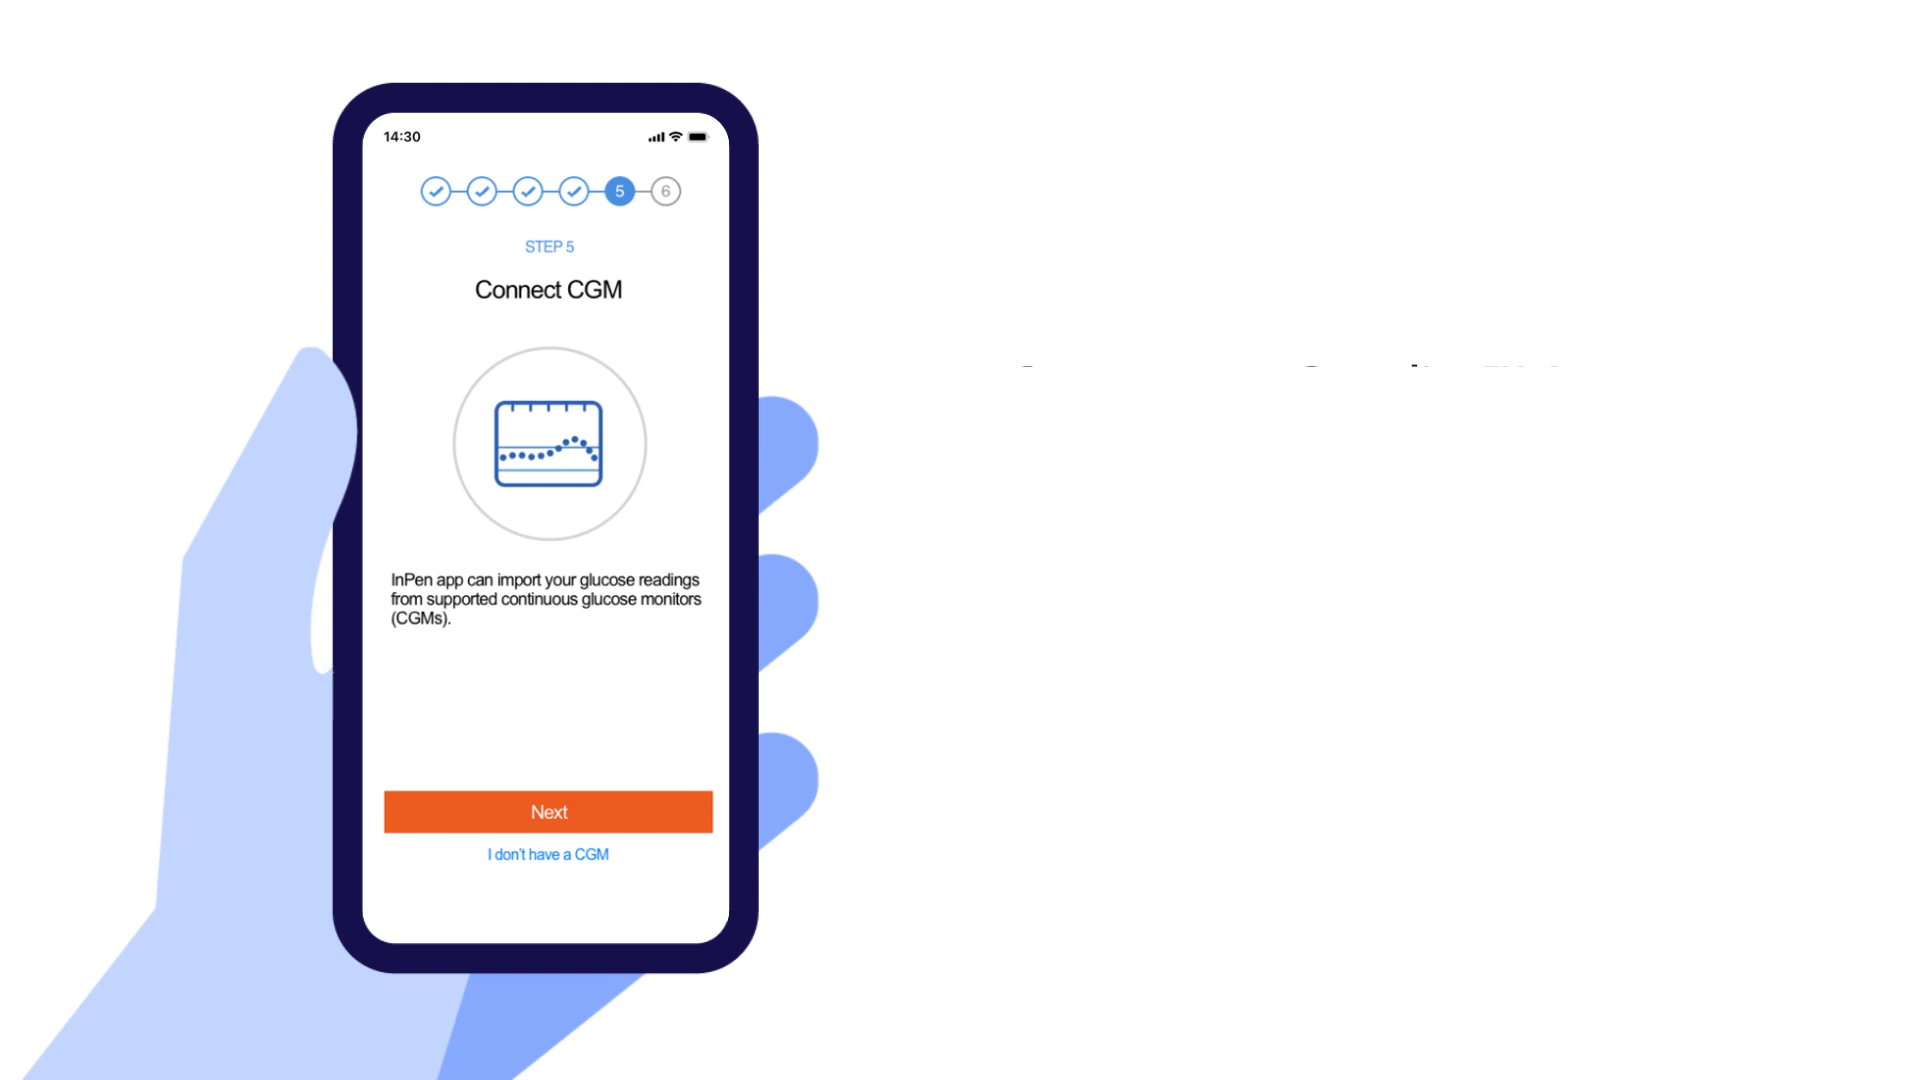 14:30
5
6
STEP 5
Connect CGM
InPen app can import your glucose readings
from supported continuous glucose monitors
(CGMs).
Next
I don't have a CGM